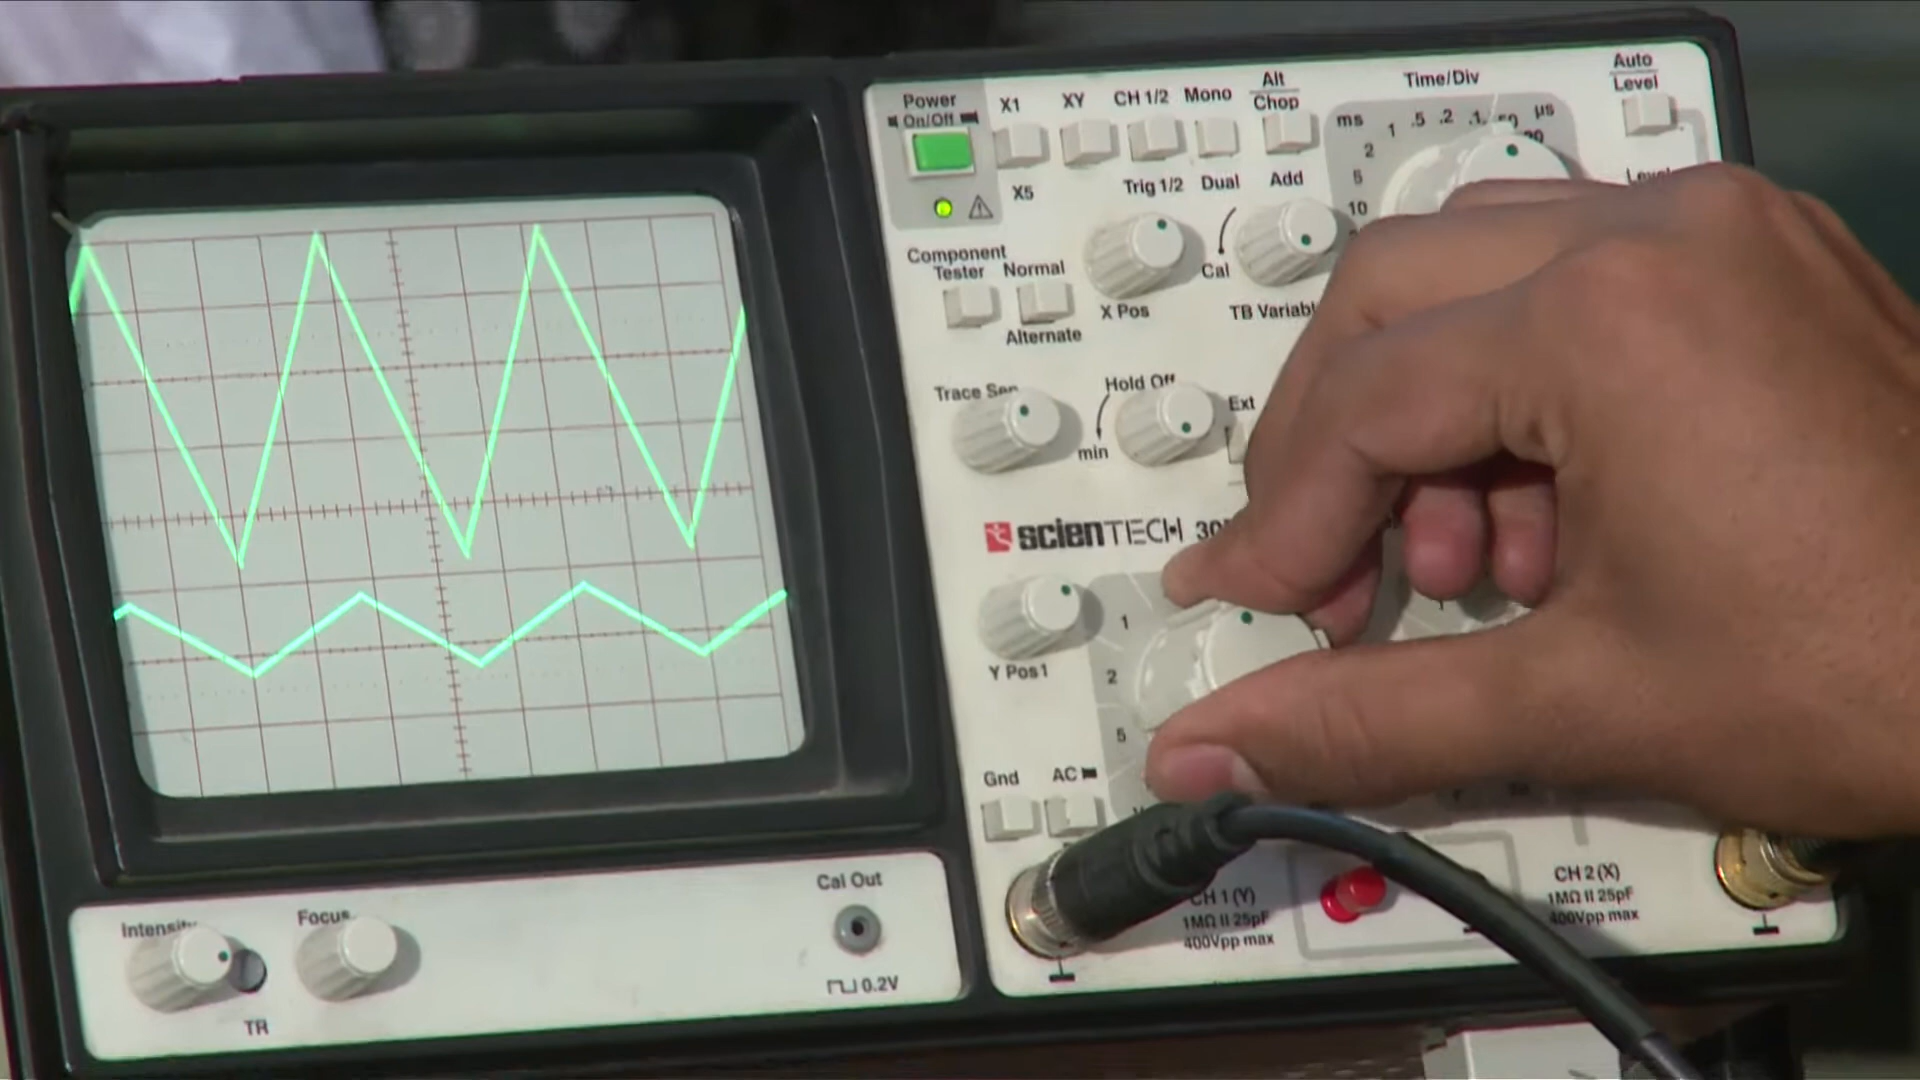 Power
On/Off
X1
XY
CH 1/2
Mono
Alt
Chop
Time/Div
Auto
Level
ms
1
.5
.2
.1
µs
2
5
10
X5
Trig 1/2
Dual
Add
Component
Tester
Normal
Alternate
X Pos
Cal
TB
Trace
Hold Off
min
Ext
scienTECH
Y Pos1
1
2
5
Gnd
AC
CH 1 (Y)
1MΩ II 25pF
400Vpp max
CH 2 (X)
1MΩ II 25pF
400Vpp max
Cal Out
0.2V
Intensity
Focus
TR